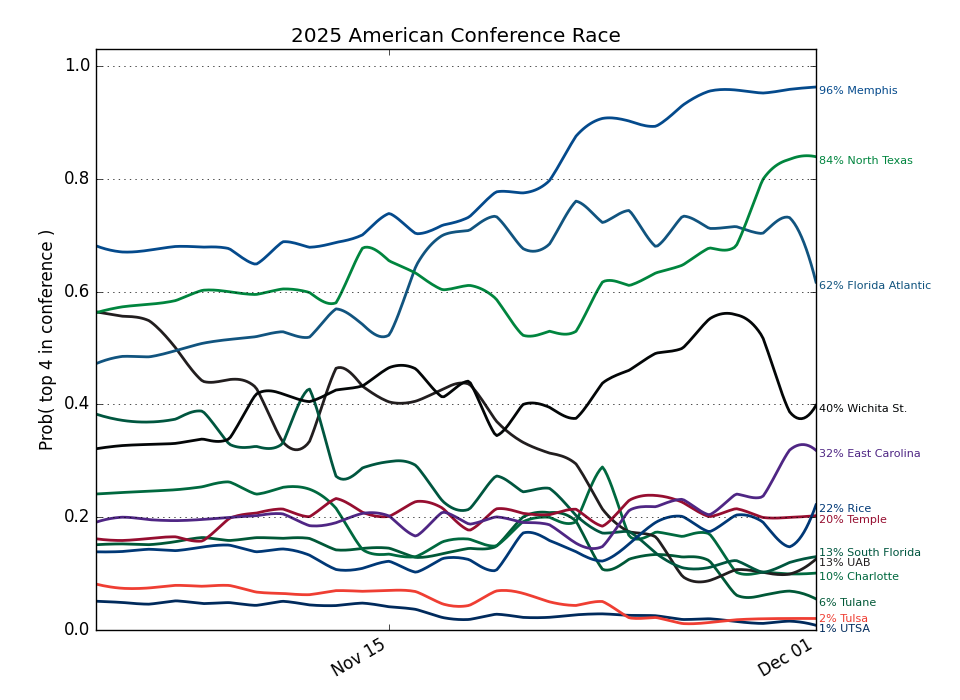 2025 American Conference Race
1.0
0.8
0.6
0.4
0.2
0.0
Prob( top 4 in conference )
Nov 15
Dec 01
96% Memphis
84% North Texas
62% Florida Atlantic
40% Wichita St.
32% East Carolina
22% Rice
20% Temple
13% South Florida
13% UAB
10% Charlotte
6% Tulane
2% Tulsa
1% UTSA